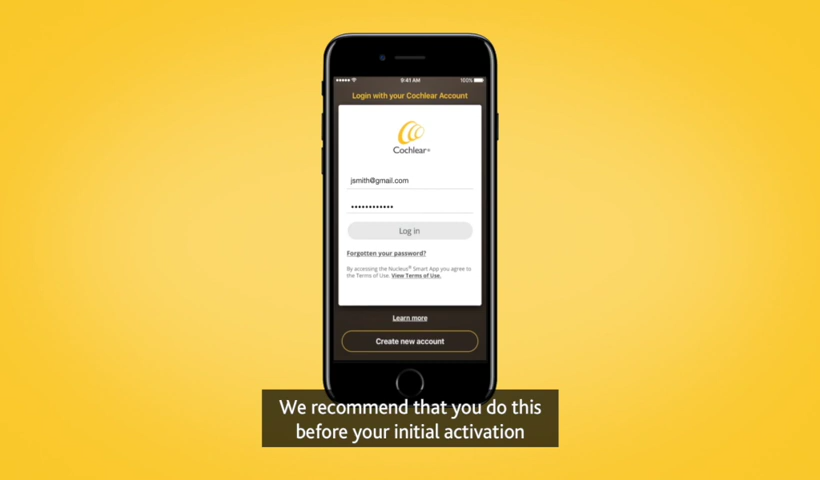 9:41 AM
100%
Login with your Cochlear Account
Cochlear™
jsmith@gmail.com
••••••••••••
Log in
Forgotten your password?
By accessing the Nucleus® Smart App you agree to
the Terms of Use. View Terms of Use.
Learn more
Create new account
We recommend that you do this
before your initial activation